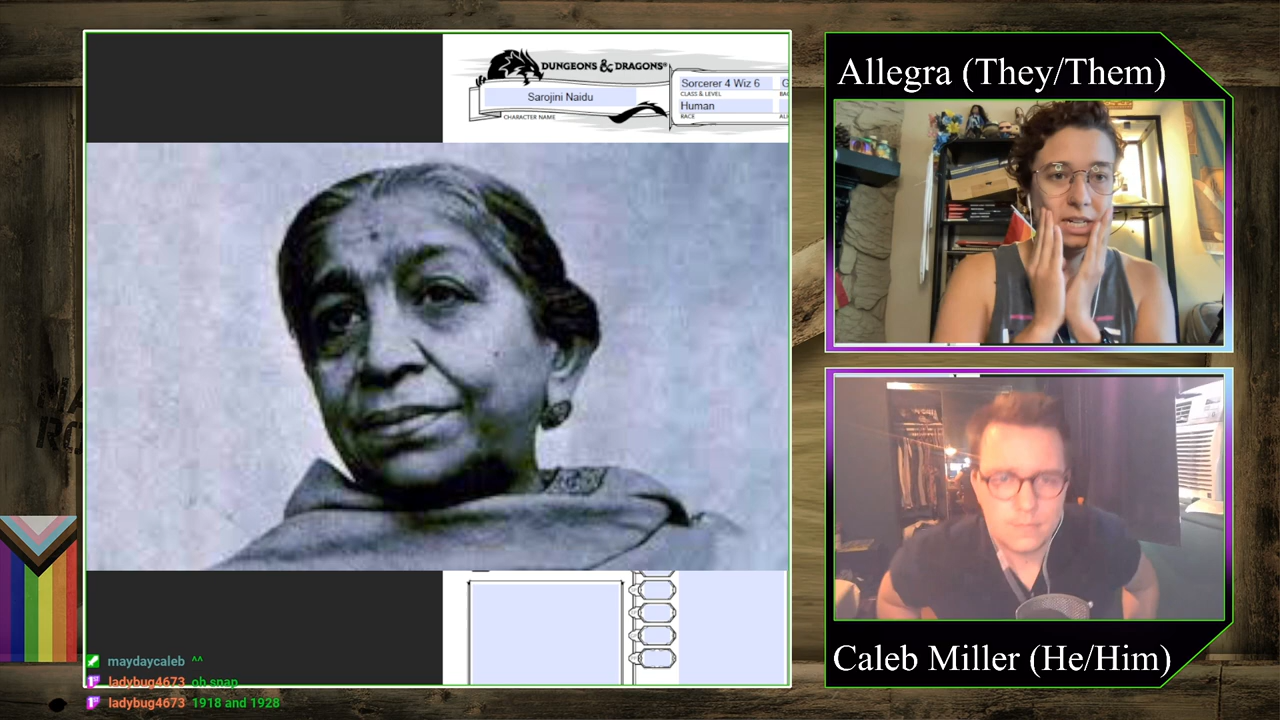 DUNGEONS & DRAGONS®
Sarojini Naidu
CHARACTER NAME
Sorcerer 4 Wiz 6
CLASS & LEVEL
Human
RACE
Allegra (They/Them)
Caleb Miller (He/Him)
maydaycaleb ^^
ladybug4673 oh snap
ladybug4673 1918 and 1928